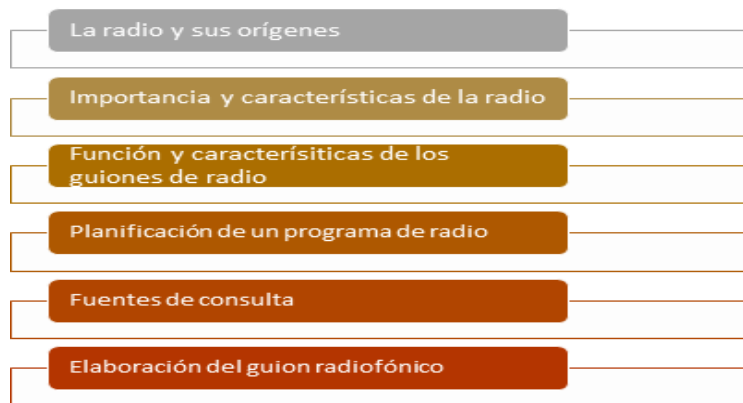 La radio y sus orígenes
Importancia y características de la radio
Función y caracterísiticas de los
guiones de radio
Planificación de un programa de radio
Fuentes de consulta
Elaboración del guion radiofónico